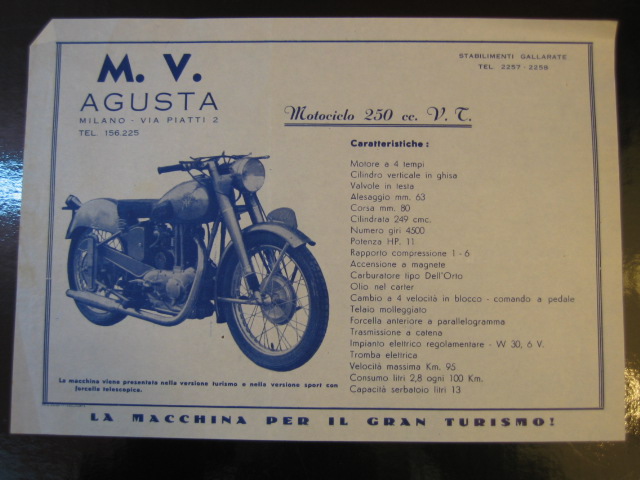 M. V.
AGUSTA
MILANO - VIA PIATTI 2
TEL. 156.225
STABILIMENTI GALLARATE
TEL. 2257 - 2258
Motociclo 250 cc. V. T.
Caratteristiche :
Motore a 4 tempi
Cilindro verticale in ghisa
Valvole in testa
Alesaggio mm. 63
Corsa mm. 80
Cilindrata 249 cmc.
Numero giri 4500
Potenza HP. 11
Rapporto compressione 1 - 6
Accensione a magnete
Carburatore tipo Dell'Orto
Olio nel carter
Cambio a 4 velocità in blocco - comando a pedale
Telaio molleggiato
Forcella anteriore a parallelogramma
Trasmissione a catena
Impianto elettrico regolamentare - W 30, 6 V.
Tromba elettrica
Velocità massima Km. 95
Consumo litri 2,8 ogni 100 Km.
Capacità serbatoio litri 13
La macchina viene presentata nella versione turismo e nella versione sport con
forcella telescopica.
LA MACCHINA PER IL GRAN TURISMO!